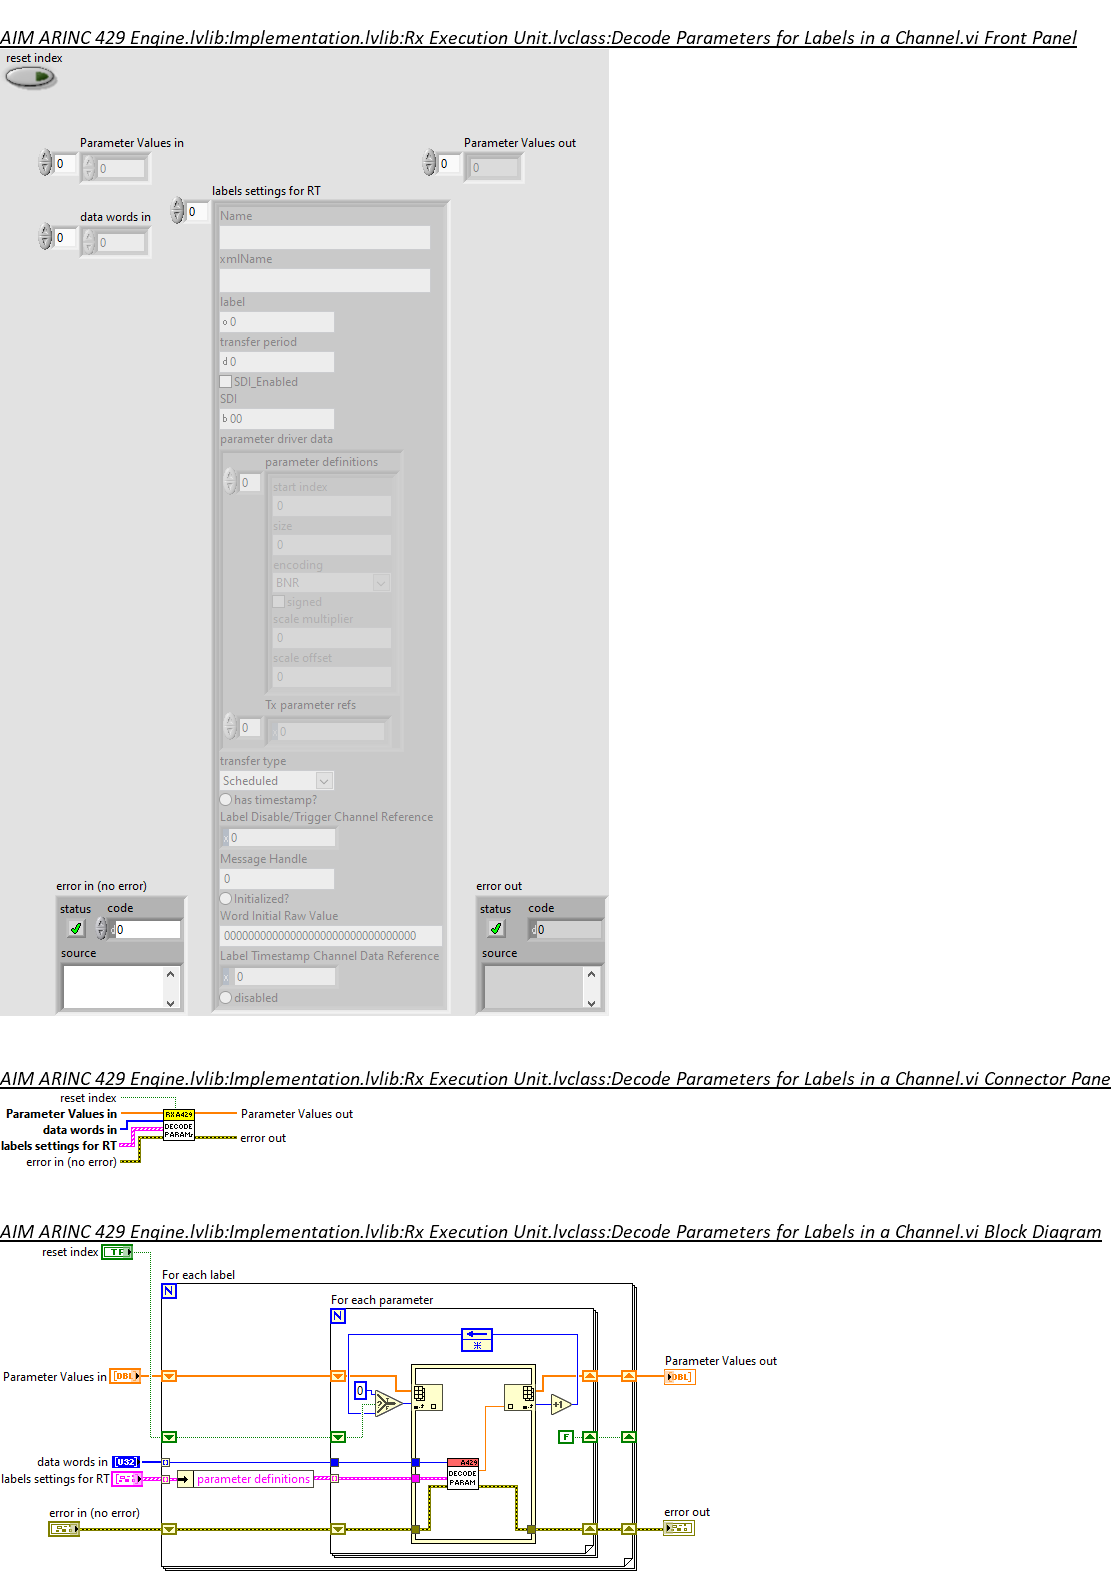 AIM ARINC 429 Engine.lvlib:Implementation.lvlib:Rx Execution Unit.lvclass:Decode Parameters for Labels in a Channel.vi Front Panel
reset index
Parameter Values in
0
0
Parameter Values out
0
0
data words in
0
0
labels settings for RT
0
Name
xmlName
label
o 0
transfer period
d 0
SDI_Enabled
SDI
b 00
parameter driver data
parameter definitions
0
start index
0
size
0
encoding
BNR
signed
scale multiplier
0
scale offset
0
Tx parameter refs
0
0
transfer type
Scheduled
has timestamp?
Label Disable/Trigger Channel Reference
x 0
Message Handle
0
Initialized?
Word Initial Raw Value
00000000000000000000000000000000
Label Timestamp Channel Data Reference
x 0
disabled
error in (no error)
status code
d 0
source
error out
status code
d 0
source
AIM ARINC 429 Engine.lvlib:Implementation.lvlib:Rx Execution Unit.lvclass:Decode Parameters for Labels in a Channel.vi Connector Pane
reset index
Parameter Values in
data words in
labels settings for RT
error in (no error)
RX A429
DECODE
PARAMs
Parameter Values out
error out
AIM ARINC 429 Engine.lvlib:Implementation.lvlib:Rx Execution Unit.lvclass:Decode Parameters for Labels in a Channel.vi Block Diagram
reset index
TF
For each label
N
For each parameter
N
Parameter Values in
[DBL]
0
?
T
F
+1
Parameter Values out
[DBL]
F
data words in
[U32]
labels settings for RT
parameter definitions
A429
DECODE
PARAM
error in (no error)
error out